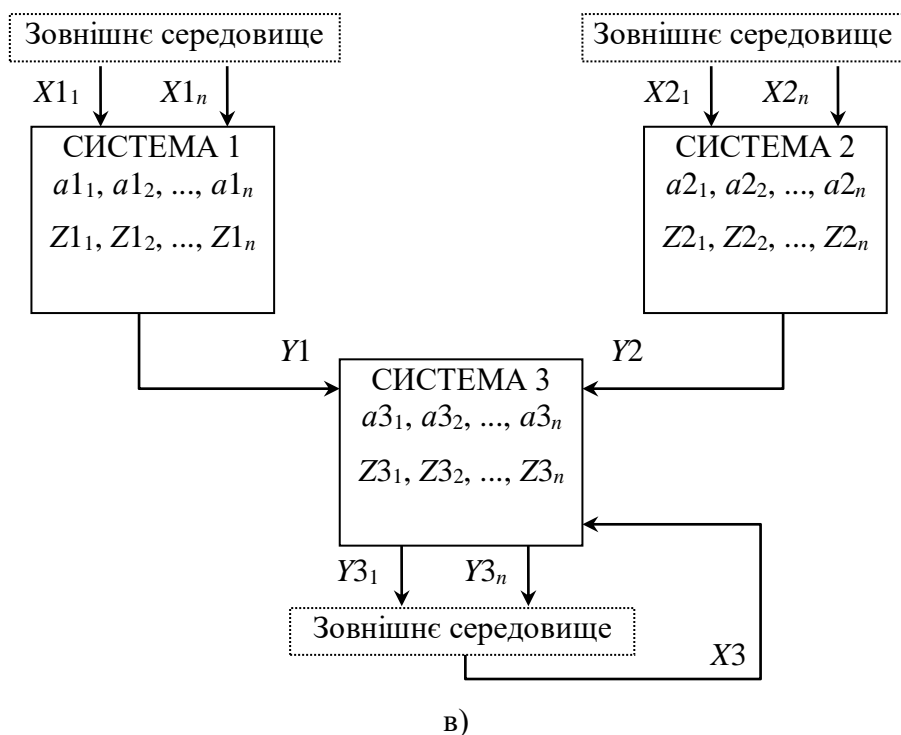 Зовнішнє середовище
X1₁ X1ₙ
СИСТЕМА 1
a1₁, a1₂, ..., a1ₙ
Z1₁, Z1₂, ..., Z1ₙ
Зовнішнє середовище
X2₁ X2ₙ
СИСТЕМА 2
a2₁, a2₂, ..., a2ₙ
Z2₁, Z2₂, ..., Z2ₙ
Y1
Y2
СИСТЕМА 3
a3₁, a3₂, ..., a3ₙ
Z3₁, Z3₂, ..., Z3ₙ
Y3₁ Y3ₙ
Зовнішнє середовище
X3
в)